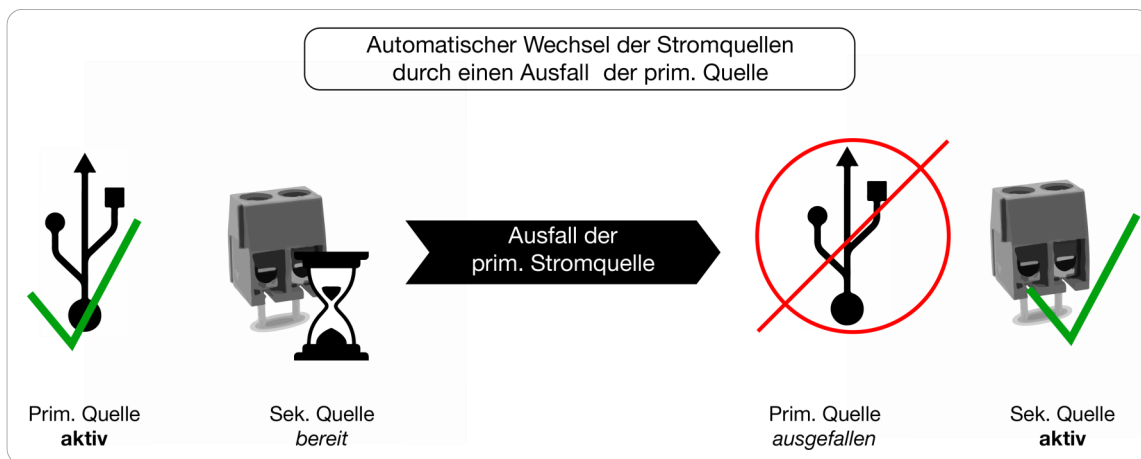 Automatischer Wechsel der Stromquellen
durch einen Ausfall der prim. Quelle
Ausfall der
prim. Stromquelle
Prim. Quelle
aktiv
Sek. Quelle
bereit
Prim. Quelle
ausgefallen
Sek. Quelle
aktiv